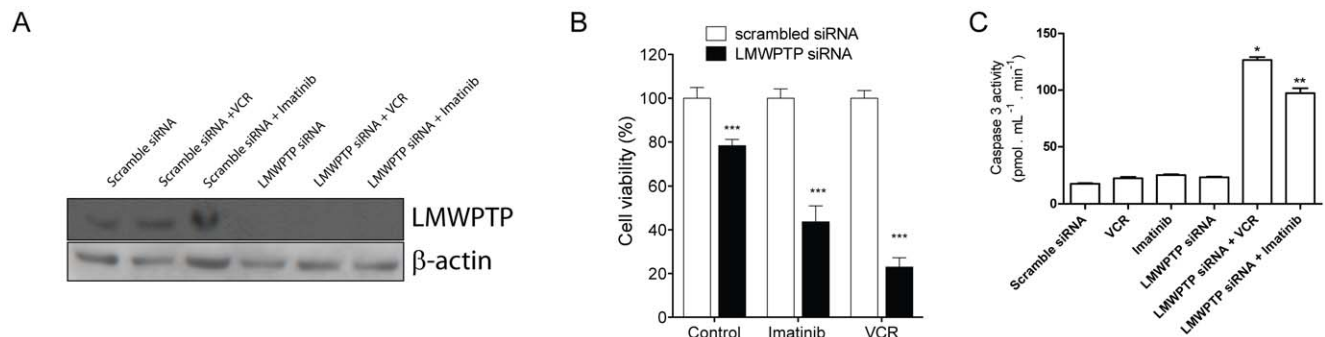 A
Scramble siRNA
Scramble siRNA +VCR
Scramble siRNA + Imatinib
LMWPTP siRNA
LMWPTP siRNA + VCR
LMWPTP siRNA + Imatinib
LMWPTP
β-actin
B
scrambled siRNA
LMWPTP siRNA
Cell viability (%)
120
100
80
60
40
20
0
***
***
***
Control
Imatinib
VCR
C
Caspase 3 activity
(pmol . mL⁻¹ . min⁻¹)
150
100
50
0
*
**
Scramble siRNA
VCR
Imatinib
LMWPTP siRNA
LMWPTP siRNA + VCR
LMWPTP siRNA + Imatinib